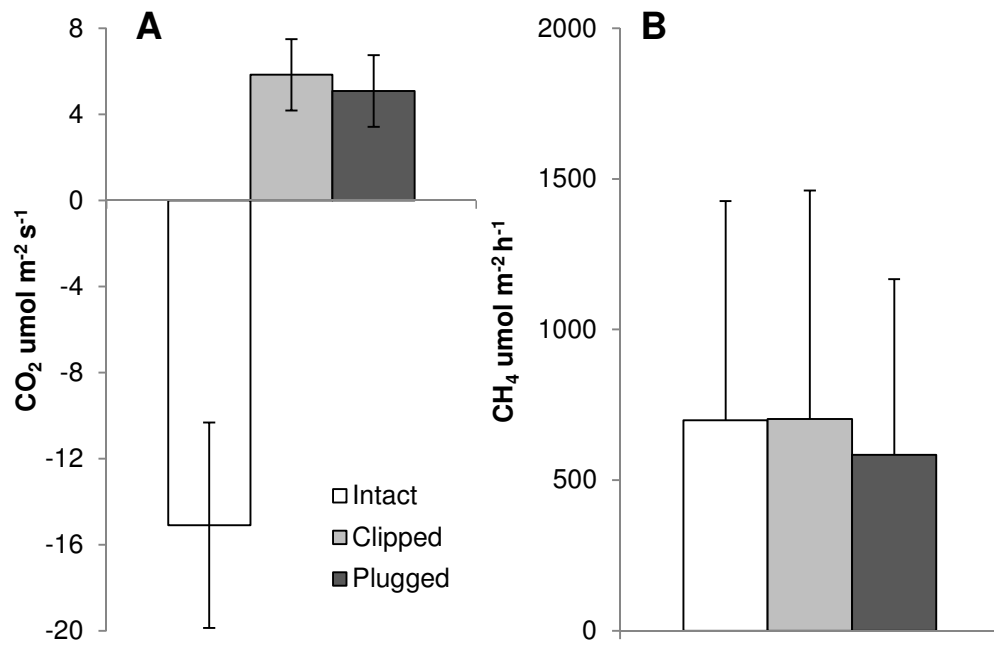 A
8
4
0
-4
-8
-12
-16
-20
CO₂ umol m⁻² s⁻¹
Intact
Clipped
Plugged
B
2000
1500
1000
500
0
CH₄ umol m⁻² h⁻¹